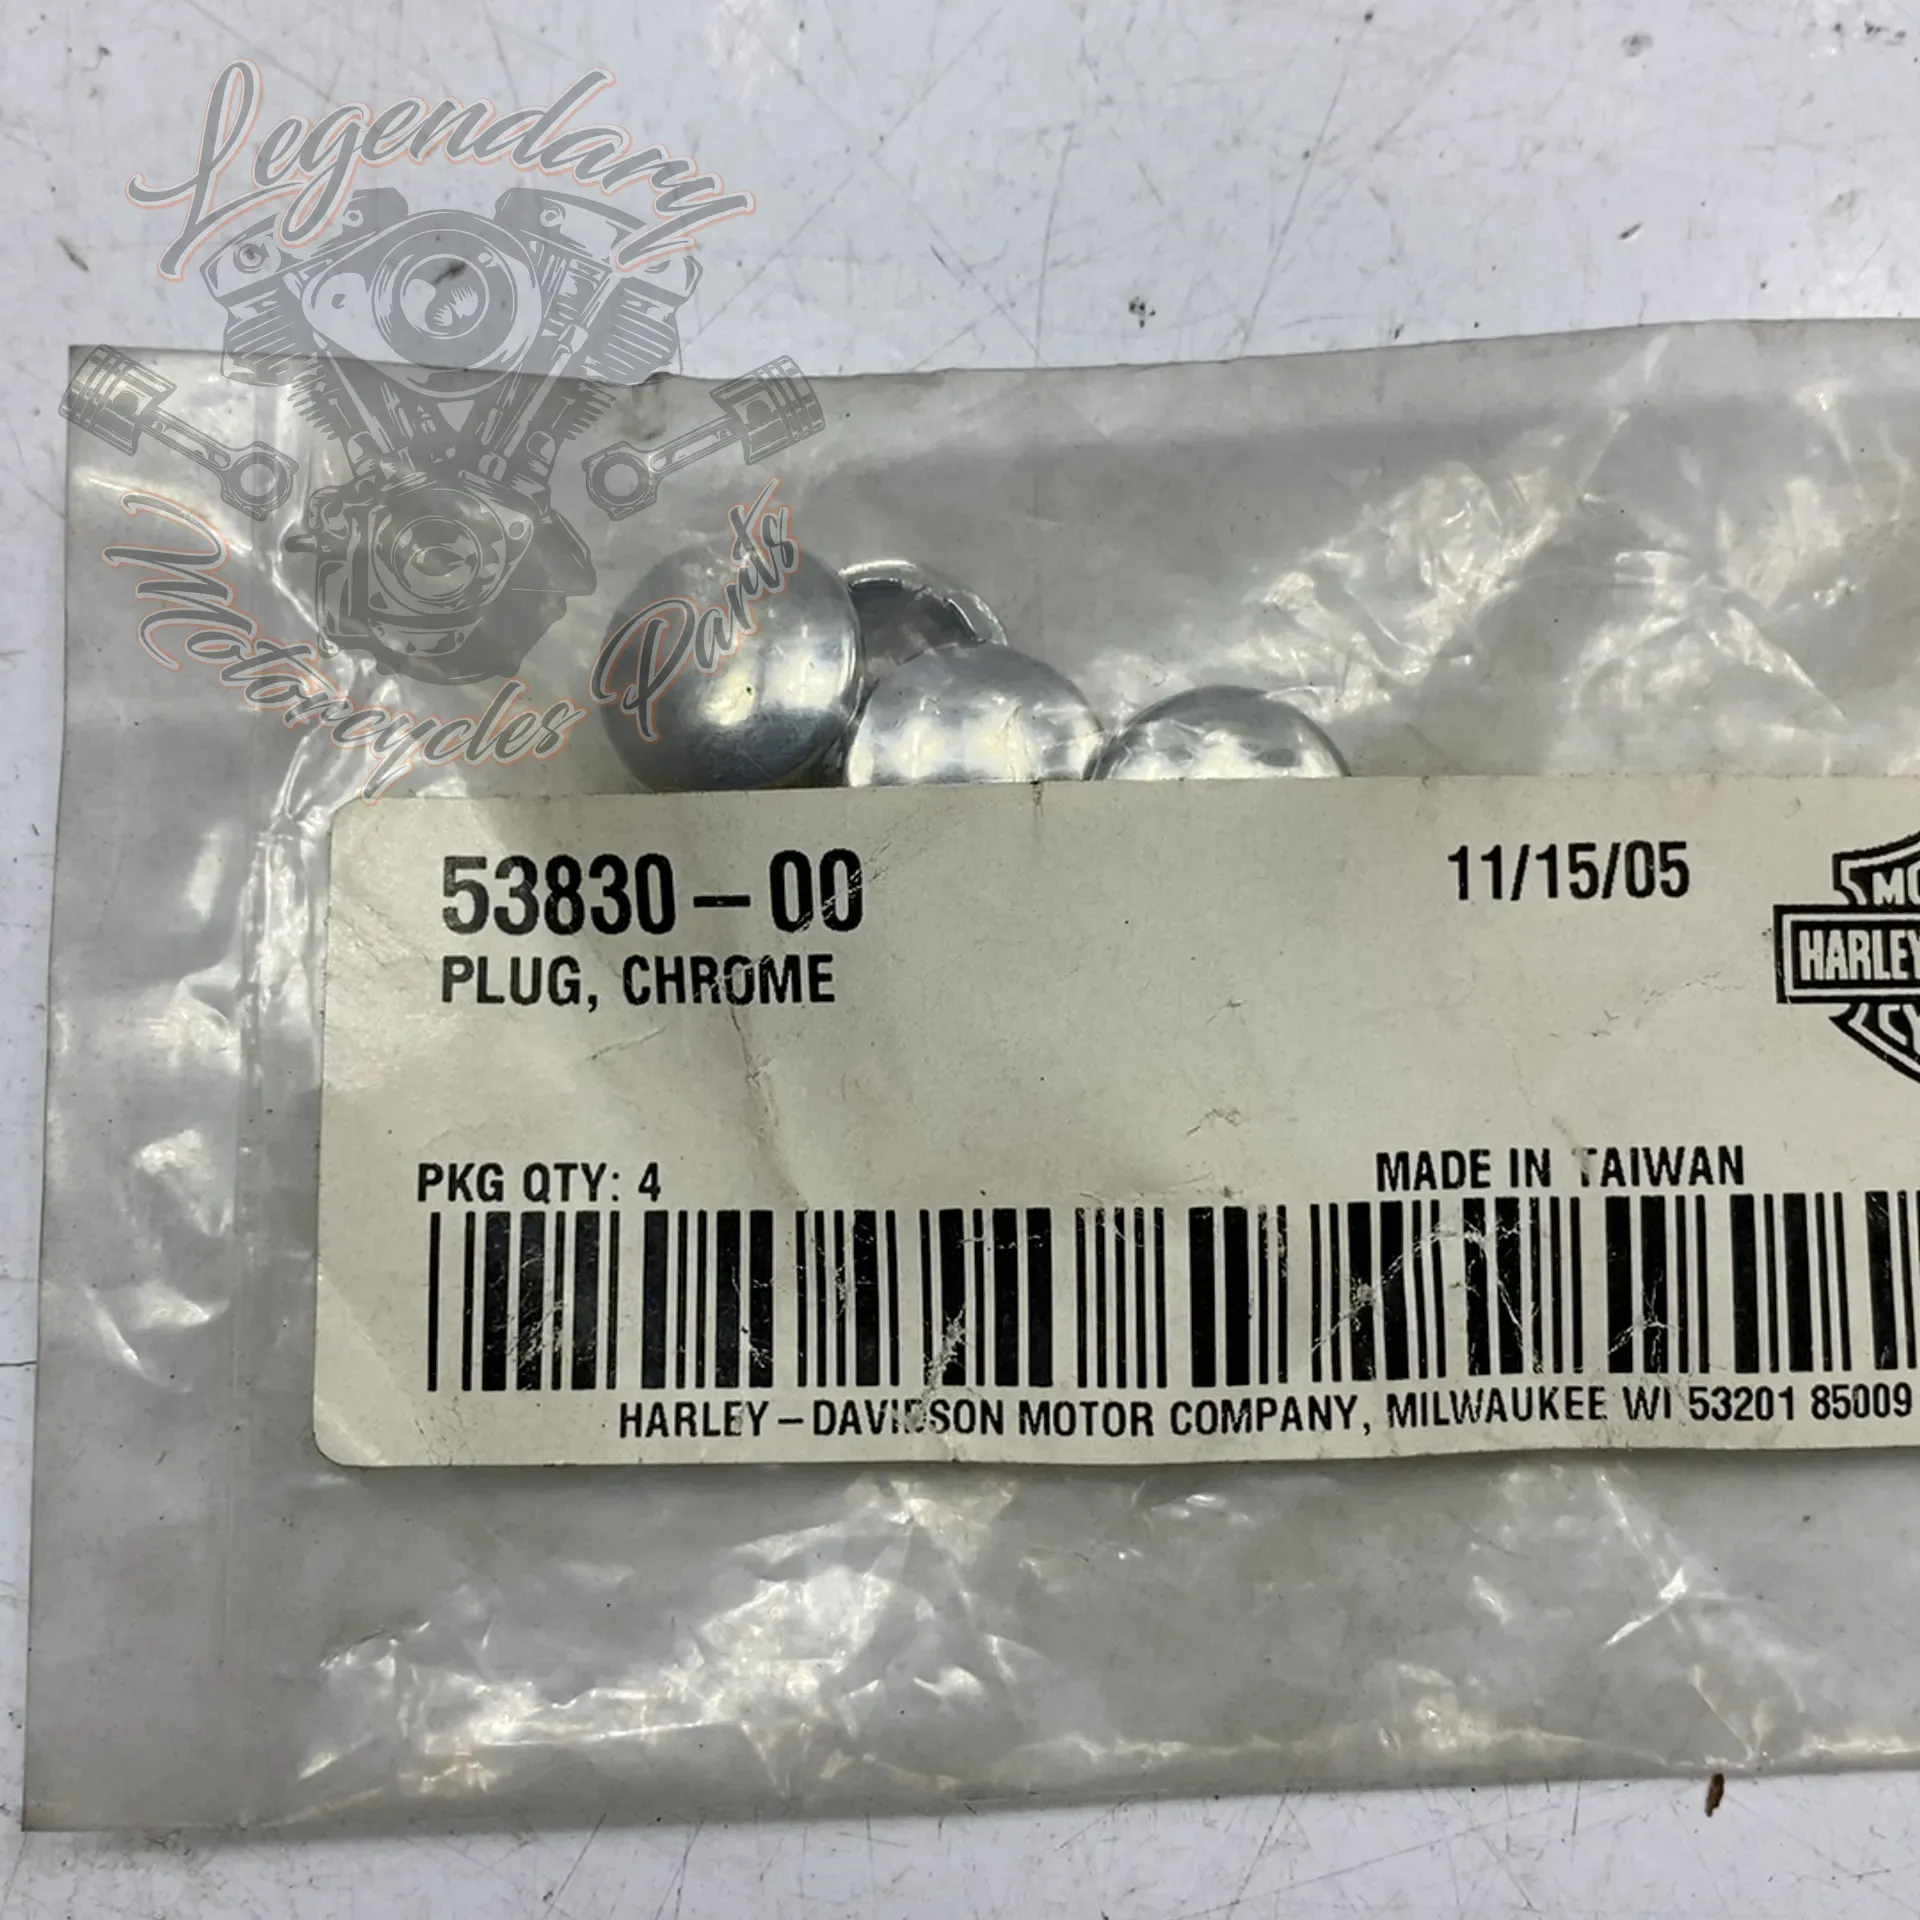 Legendary
Motorcycles Parts
53830-00
11/15/05
PLUG, CHROME
HARLEY
PKG QTY: 4
MADE IN TAIWAN
HARLEY-DAVIDSON MOTOR COMPANY, MILWAUKEE WI 53201 85009